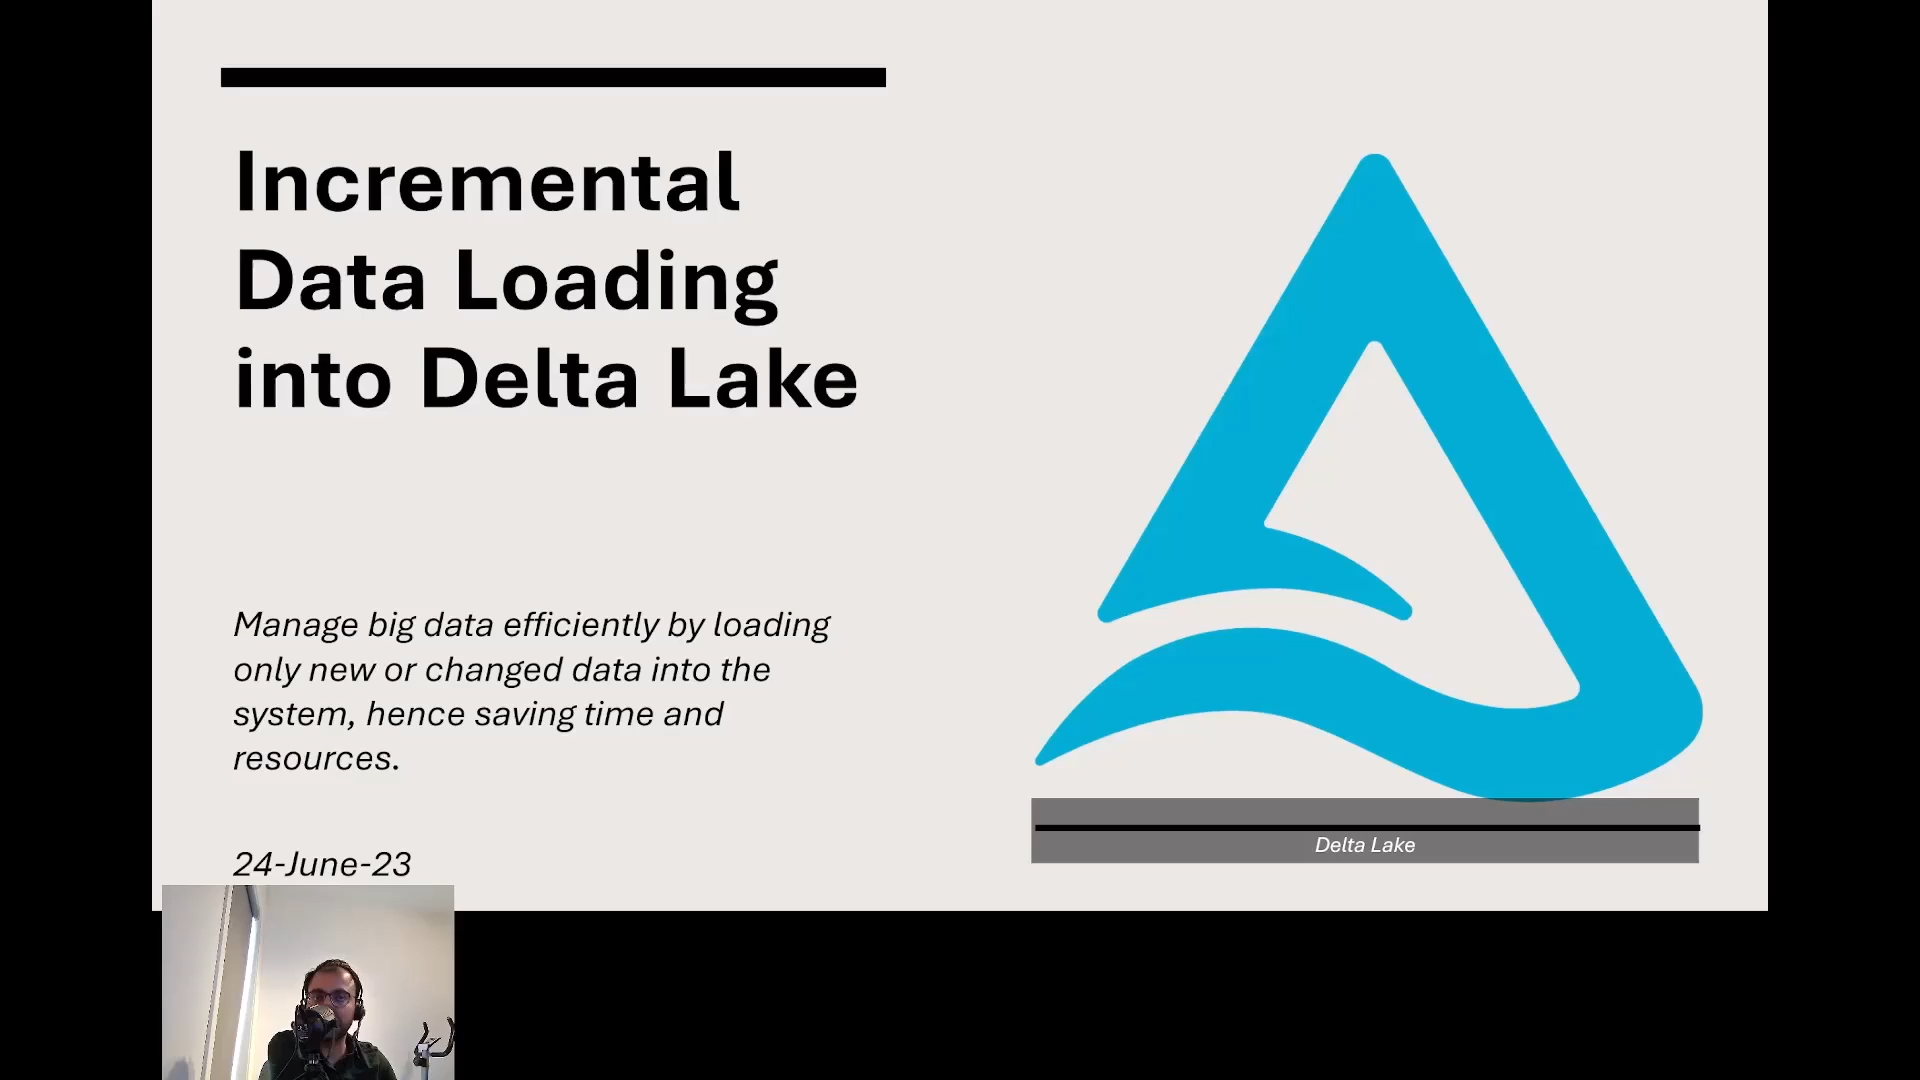 Incremental
Data Loading
into Delta Lake
Manage big data efficiently by loading
only new or changed data into the
system, hence saving time and
resources.
24-June-23
Delta Lake